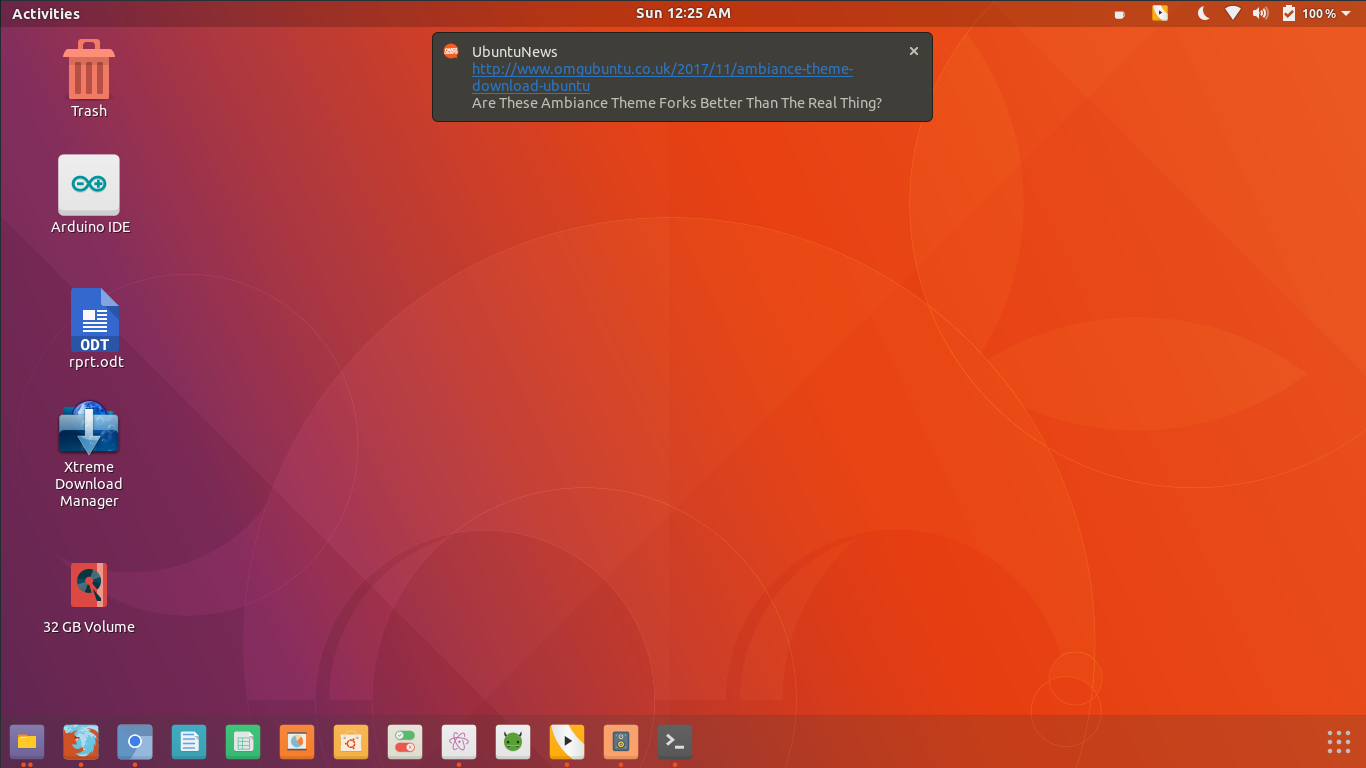 Activities
Sun 12:25 AM
100 %
UbuntuNews
http://www.omgubuntu.co.uk/2017/11/ambiance-theme-
download-ubuntu
Are These Ambiance Theme Forks Better Than The Real Thing?
Trash
Arduino IDE
ODT
rprt.odt
Xtreme
Download
Manager
32 GB Volume